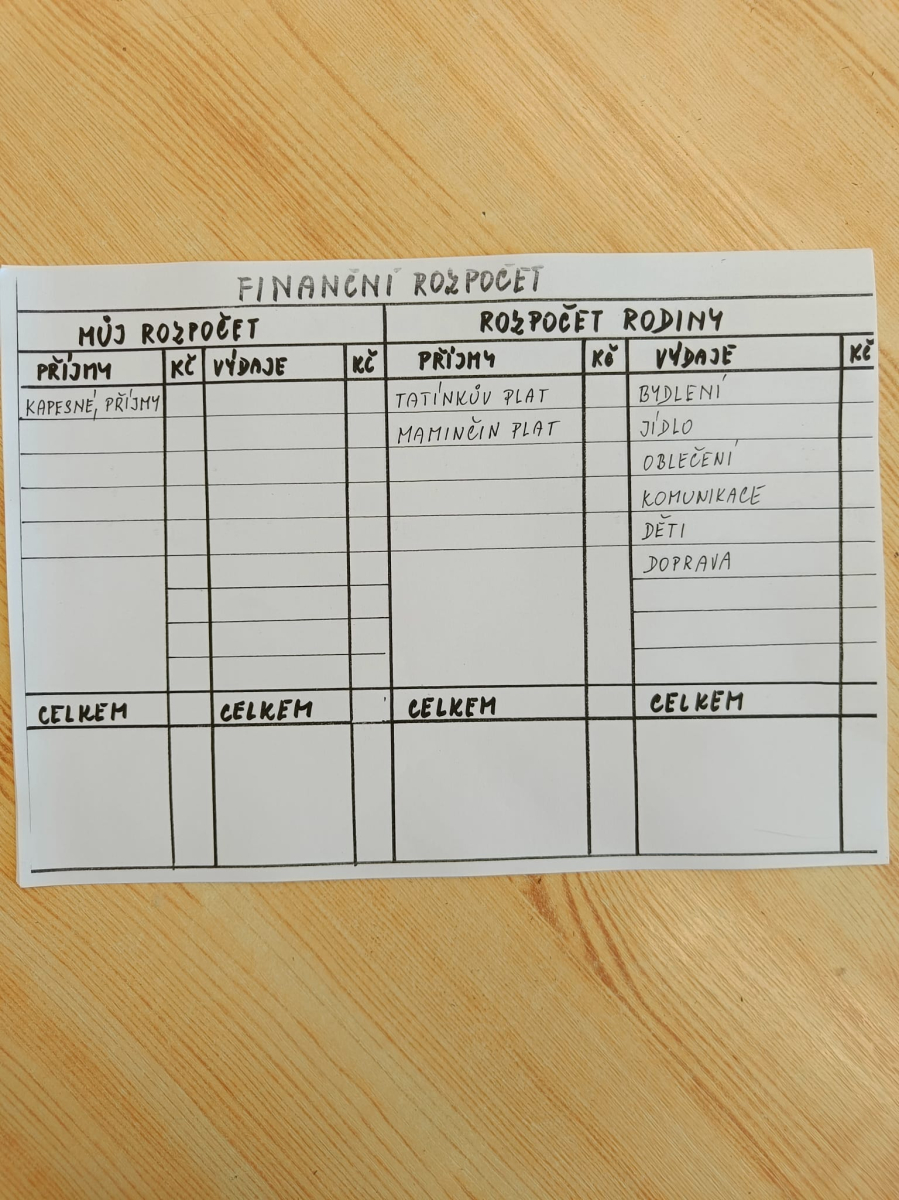 FINANČNÍ ROZPOČET
MŮJ ROZPOČET ROZPOČET RODINY
PŘÍJMY KČ VÝDAJE KČ PŘÍJMY KČ VÝDAJE KČ
KAPESNÉ, PŘÍJMY TATÍNKŮV PLAT BYDLENÍ
MAMINČIN PLAT JÍDLO
OBLEČENÍ
KOMUNIKACE
DĚTI
DOPRAVA
CELKEM CELKEM CELKEM CELKEM